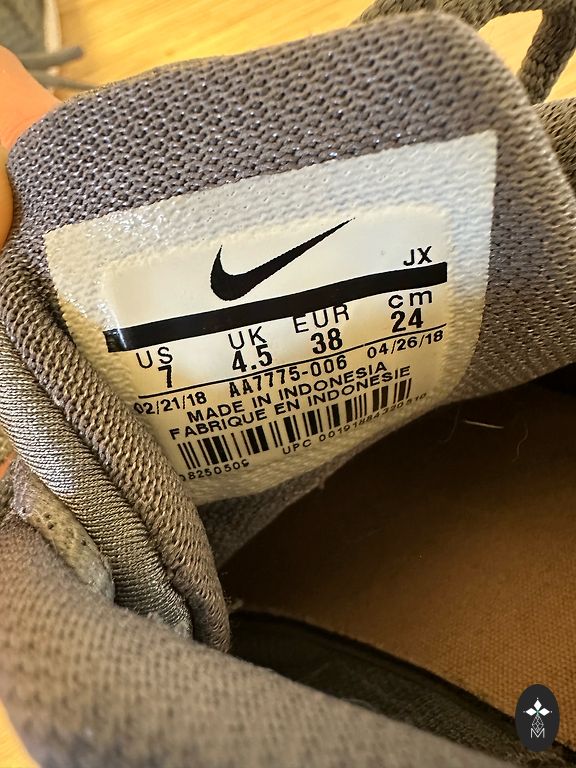 JX
US UK EUR cm
7 4.5 38 24
02/21/18 AA7775-006 04/26/18
MADE IN INDONESIA
FABRIQUE EN INDONESIE
UPC
M